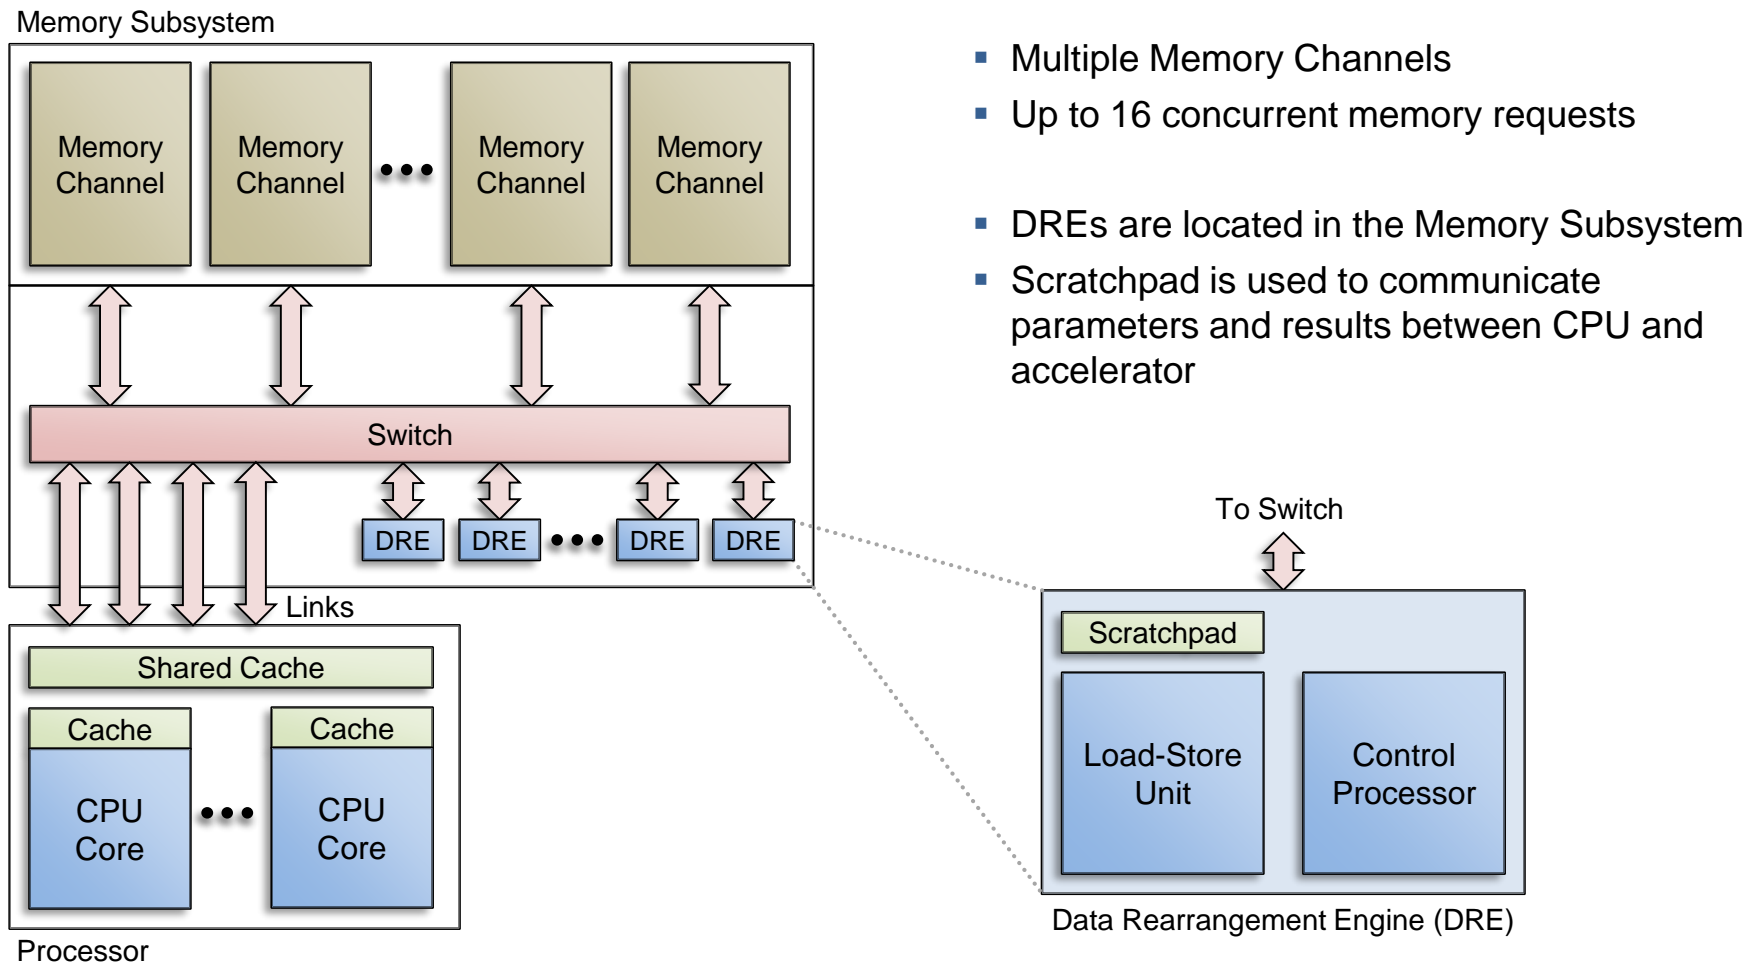 Memory Subsystem
Memory
Channel
Memory
Channel
Memory
Channel
Memory
Channel
Switch
DRE
DRE
DRE
DRE
Links
Shared Cache
Cache
Cache
CPU
Core
CPU
Core
Processor
▪ Multiple Memory Channels
▪ Up to 16 concurrent memory requests
▪ DREs are located in the Memory Subsystem
▪ Scratchpad is used to communicate
parameters and results between CPU and
accelerator
To Switch
Scratchpad
Load-Store
Unit
Control
Processor
Data Rearrangement Engine (DRE)